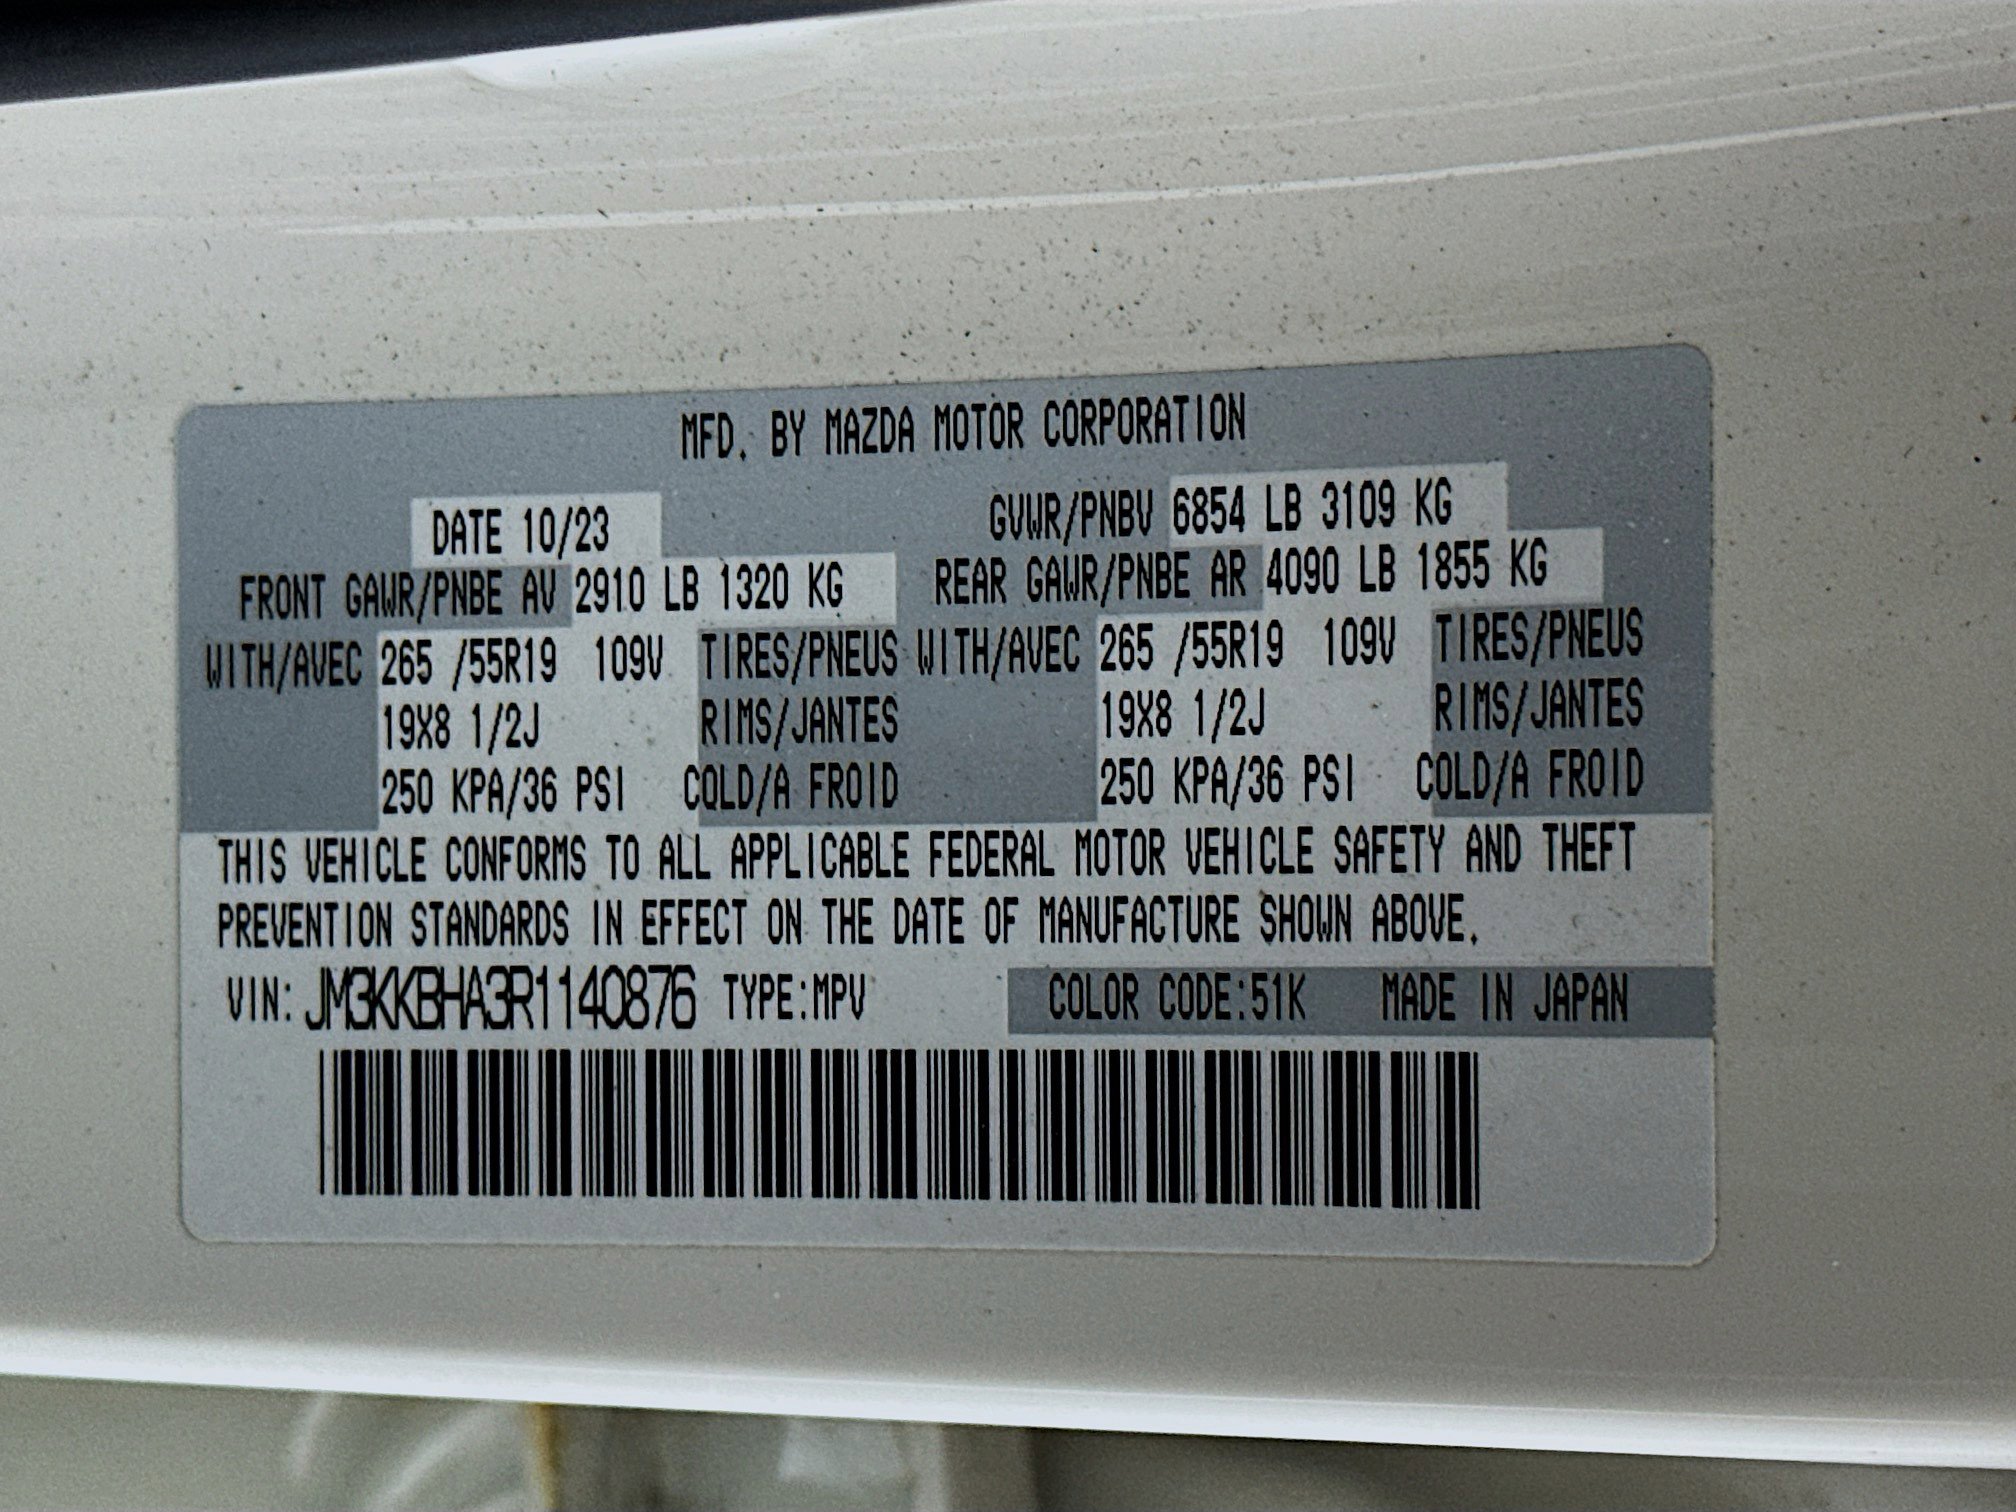 MFD. BY MAZDA MOTOR CORPORATION
DATE 10/23 GVWR/PNBV 6854 LB 3109 KG
FRONT GAWR/PNBE AV 2910 LB 1320 KG REAR GAWR/PNBE AR 4090 LB 1855 KG
WITH/AVEC 265 /55R19 109V TIRES/PNEUS WITH/AVEC 265 /55R19 109V TIRES/PNEUS
19X8 1/2J RIMS/JANTES 19X8 1/2J RIMS/JANTES
250 KPA/36 PSI COLD/A FROID 250 KPA/36 PSI COLD/A FROID
THIS VEHICLE CONFORMS TO ALL APPLICABLE FEDERAL MOTOR VEHICLE SAFETY AND THEFT
PREVENTION STANDARDS IN EFFECT ON THE DATE OF MANUFACTURE SHOWN ABOVE.
VIN: JM3KKBHA3R1140876 TYPE:MPV COLOR CODE:51K MADE IN JAPAN